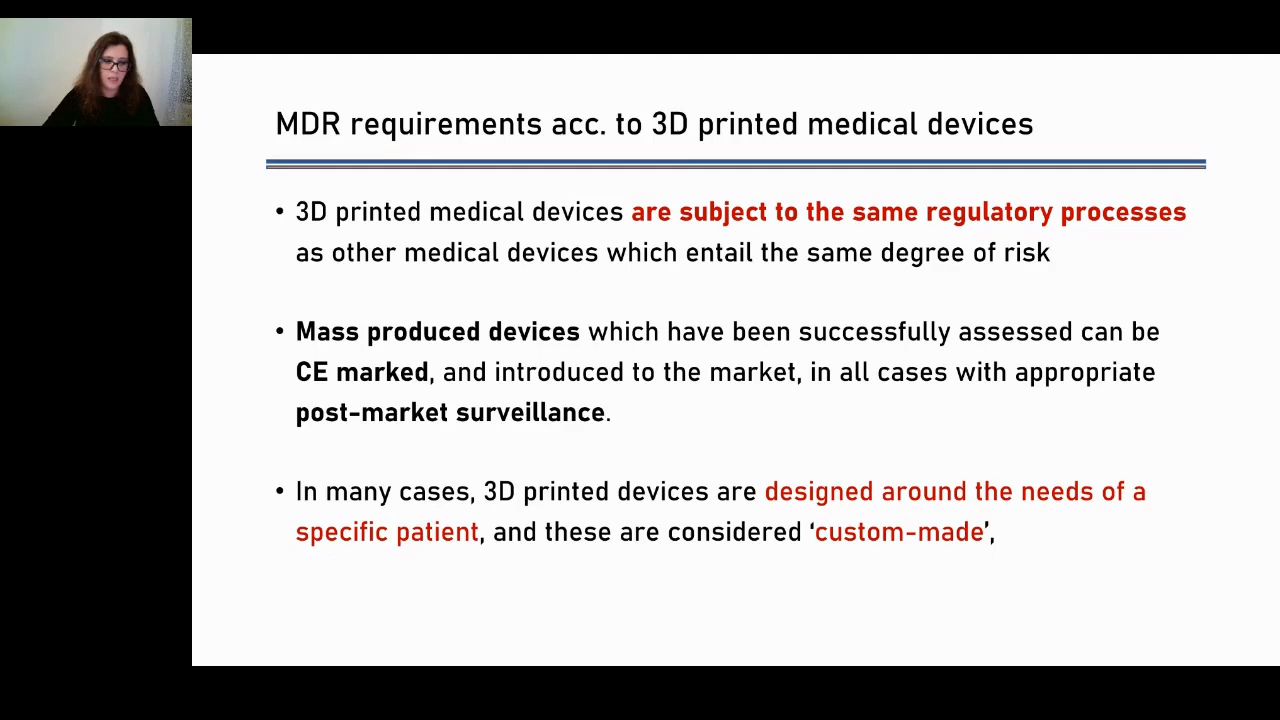 MDR requirements acc. to 3D printed medical devices
• 3D printed medical devices are subject to the same regulatory processes
as other medical devices which entail the same degree of risk
• Mass produced devices which have been successfully assessed can be
CE marked, and introduced to the market, in all cases with appropriate
post-market surveillance.
• In many cases, 3D printed devices are designed around the needs of a
specific patient, and these are considered ‘custom-made’,